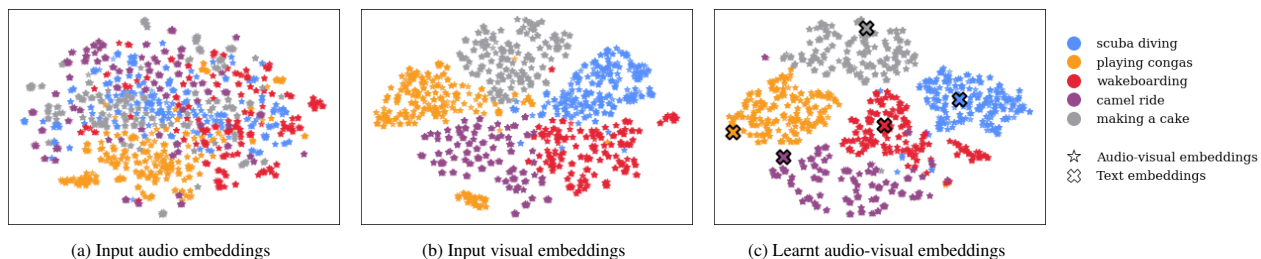 scuba diving
playing congas
wakeboarding
camel ride
making a cake
Audio-visual embeddings
Text embeddings
(a) Input audio embeddings
(b) Input visual embeddings
(c) Learnt audio-visual embeddings